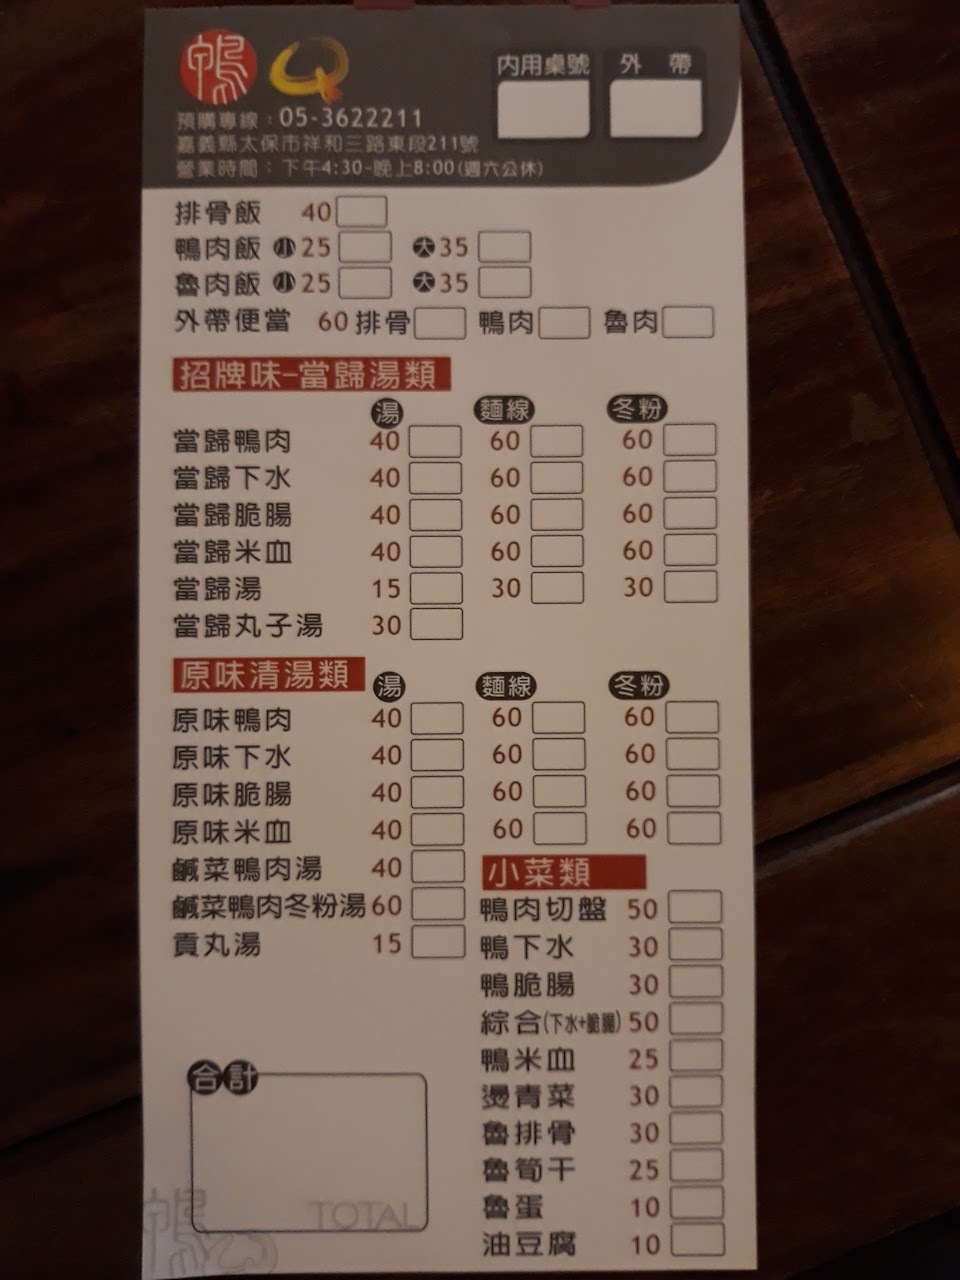 鴨 Q
內用桌號 外帶
預購專線：05-3622211
嘉義縣太保市祥和三路東段211號
營業時間：下午4:30-晚上8:00(週六公休)
排骨飯 40
鴨肉飯 小 25 大 35
魯肉飯 小 25 大 35
外帶便當 60 排骨 鴨肉 魯肉
招牌味-當歸湯類
湯 麵線 冬粉
當歸鴨肉 40 60 60
當歸下水 40 60 60
當歸脆腸 40 60 60
當歸米血 40 60 60
當歸湯 15 30 30
當歸丸子湯 30
原味清湯類
湯 麵線 冬粉
原味鴨肉 40 60 60
原味下水 40 60 60
原味脆腸 40 60 60
原味米血 40 60 60
鹹菜鴨肉湯 40
鹹菜鴨肉冬粉湯 60
貢丸湯 15
小菜類
鴨肉切盤 50
鴨下水 30
鴨脆腸 30
綜合(下水+脆腸) 50
鴨米血 25
燙青菜 30
魯排骨 30
魯筍干 25
魯蛋 10
油豆腐 10
合計
TOTAL
鴨